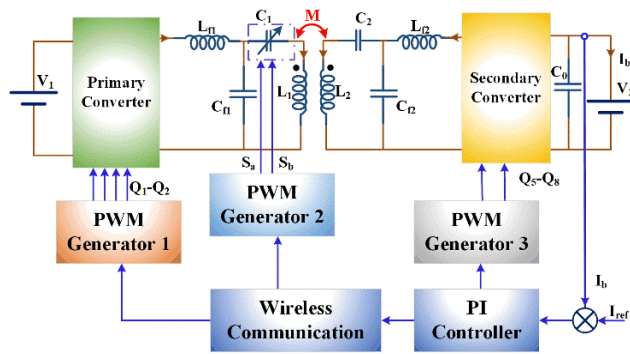 C1
M
C2
Lf1
Lf2
V1
Primary
Converter
Cf1
L1
L2
Cf2
Secondary
Converter
C0
Ib
Sa
Sb
Q1-Q2
Q5-Q8
PWM
Generator 1
PWM
Generator 2
PWM
Generator 3
Ib
Iref
Wireless
Communication
PI
Controller